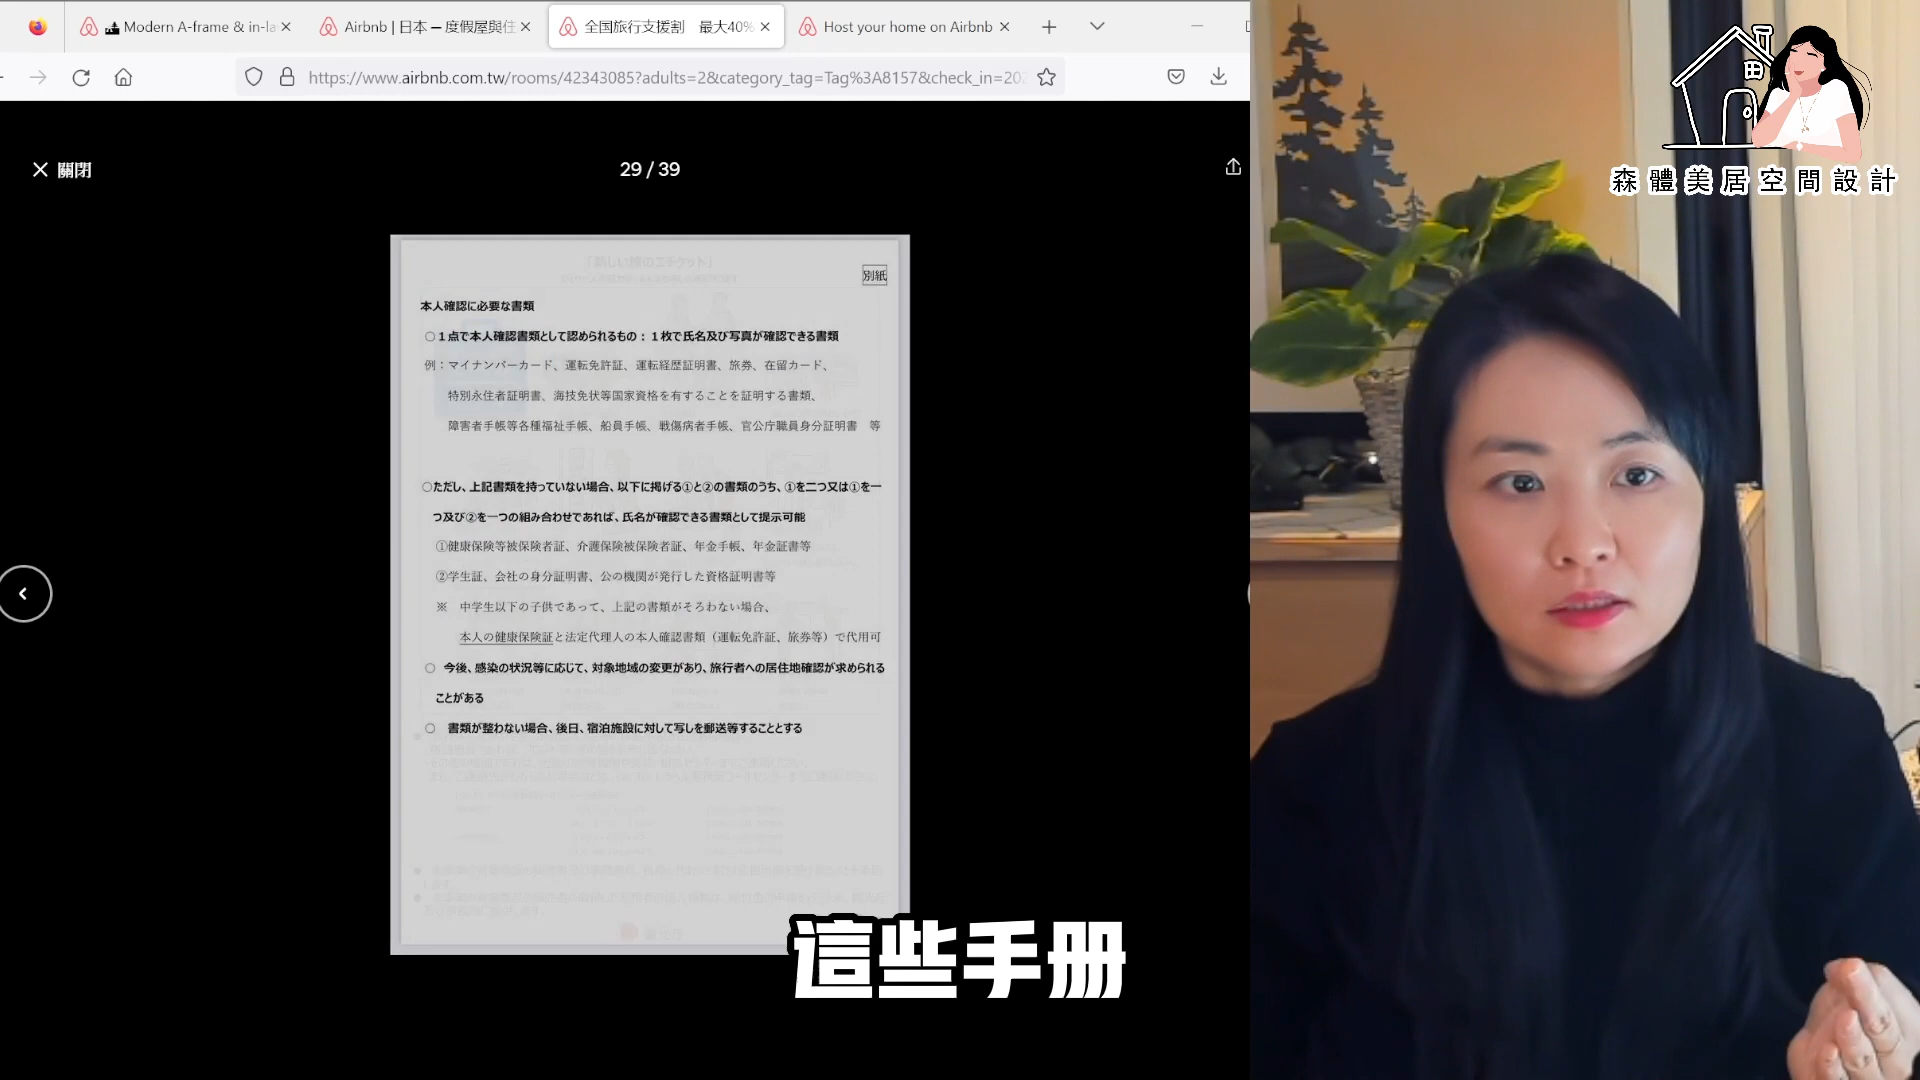 Modern A-frame & in-la
Airbnb | 日本 – 度假屋與住
全国旅行支援割　最大40%
Host your home on Airbnb
https://www.airbnb.com.tw/rooms/42343085?adults=2&category_tag=Tag%3A8157&check_in=202
關閉
29 / 39
別紙
本人確認に必要な書類
○１点で本人確認書類として認められるもの：１枚で氏名及び写真が確認できる書類
例：マイナンバーカード、運転免許証、運転経歴証明書、旅券、在留カード、
特別永住者証明書、海技免状等国家資格を有することを証明する書類、
障害者手帳等各種福祉手帳、船員手帳、戦傷病者手帳、官公庁職員身分証明書　等
○ただし、上記書類を持っていない場合、以下に掲げる①と②の書類のうち、①を二つ又は①を一
つ及び②を一つの組み合わせであれば、氏名が確認できる書類として提示可能
①健康保険等被保険者証、介護保険被保険者証、年金手帳、年金証書等
②学生証、会社の身分証明書、公の機関が発行した資格証明書等
※　中学生以下の子供であって、上記の書類がそろわない場合、
本人の健康保険証と法定代理人の本人確認書類（運転免許証、旅券等）で代用可
○　今後、感染の状況等に応じて、対象地域の変更があり、旅行者への居住地確認が求められる
ことがある
○　書類が整わない場合、後日、宿泊施設に対して写しを郵送等することとする
這些手冊
森體美居空間設計